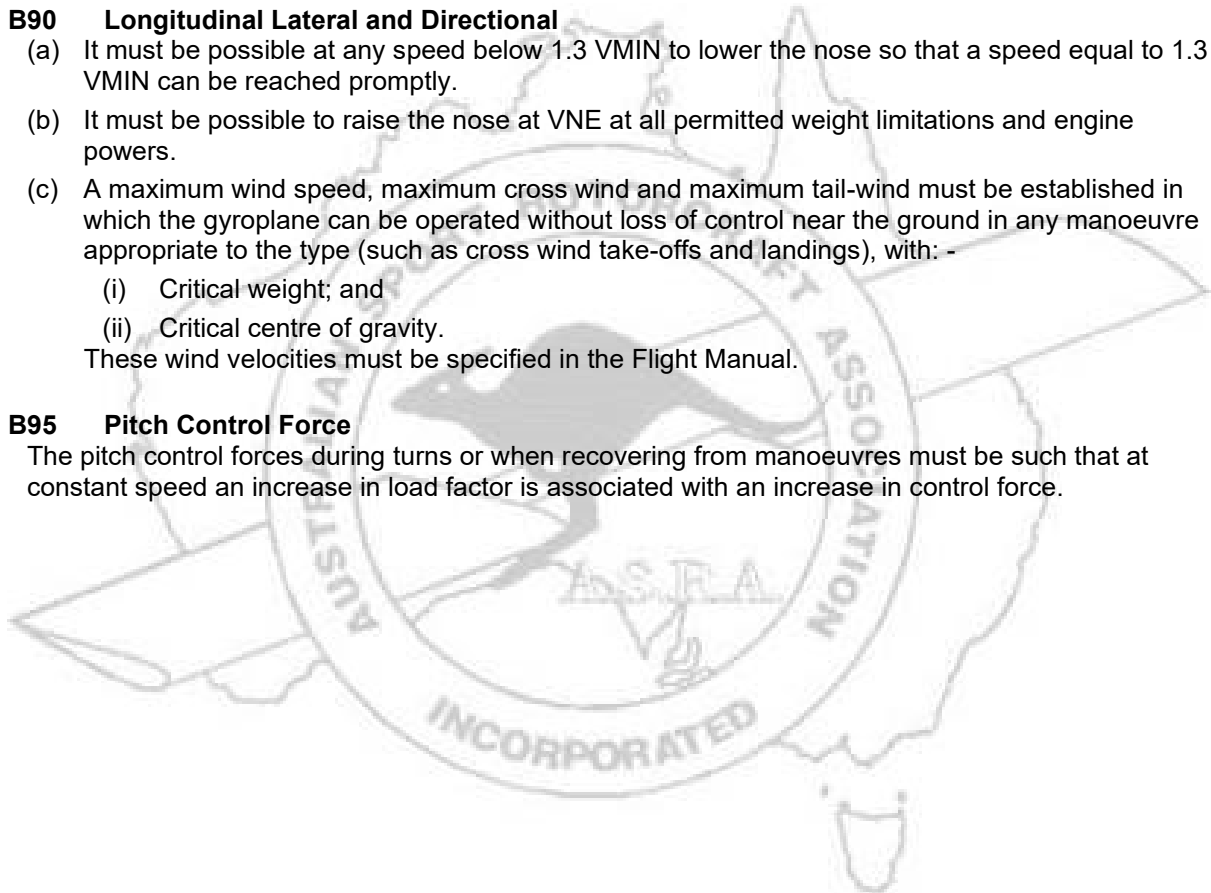 B90 Longitudinal Lateral and Directional
(a) It must be possible at any speed below 1.3 VMIN to lower the nose so that a speed equal to 1.3
VMIN can be reached promptly.
(b) It must be possible to raise the nose at VNE at all permitted weight limitations and engine
powers.
(c) A maximum wind speed, maximum cross wind and maximum tail-wind must be established in
which the gyroplane can be operated without loss of control near the ground in any manoeuvre
appropriate to the type (such as cross wind take-offs and landings), with: -
(i) Critical weight; and
(ii) Critical centre of gravity.
These wind velocities must be specified in the Flight Manual.
B95 Pitch Control Force
The pitch control forces during turns or when recovering from manoeuvres must be such that at
constant speed an increase in load factor is associated with an increase in control force.
AUSTRALIAN SPORT ROTORCRAFT ASSOCIATION
A.S.R.A.
INCORPORATED